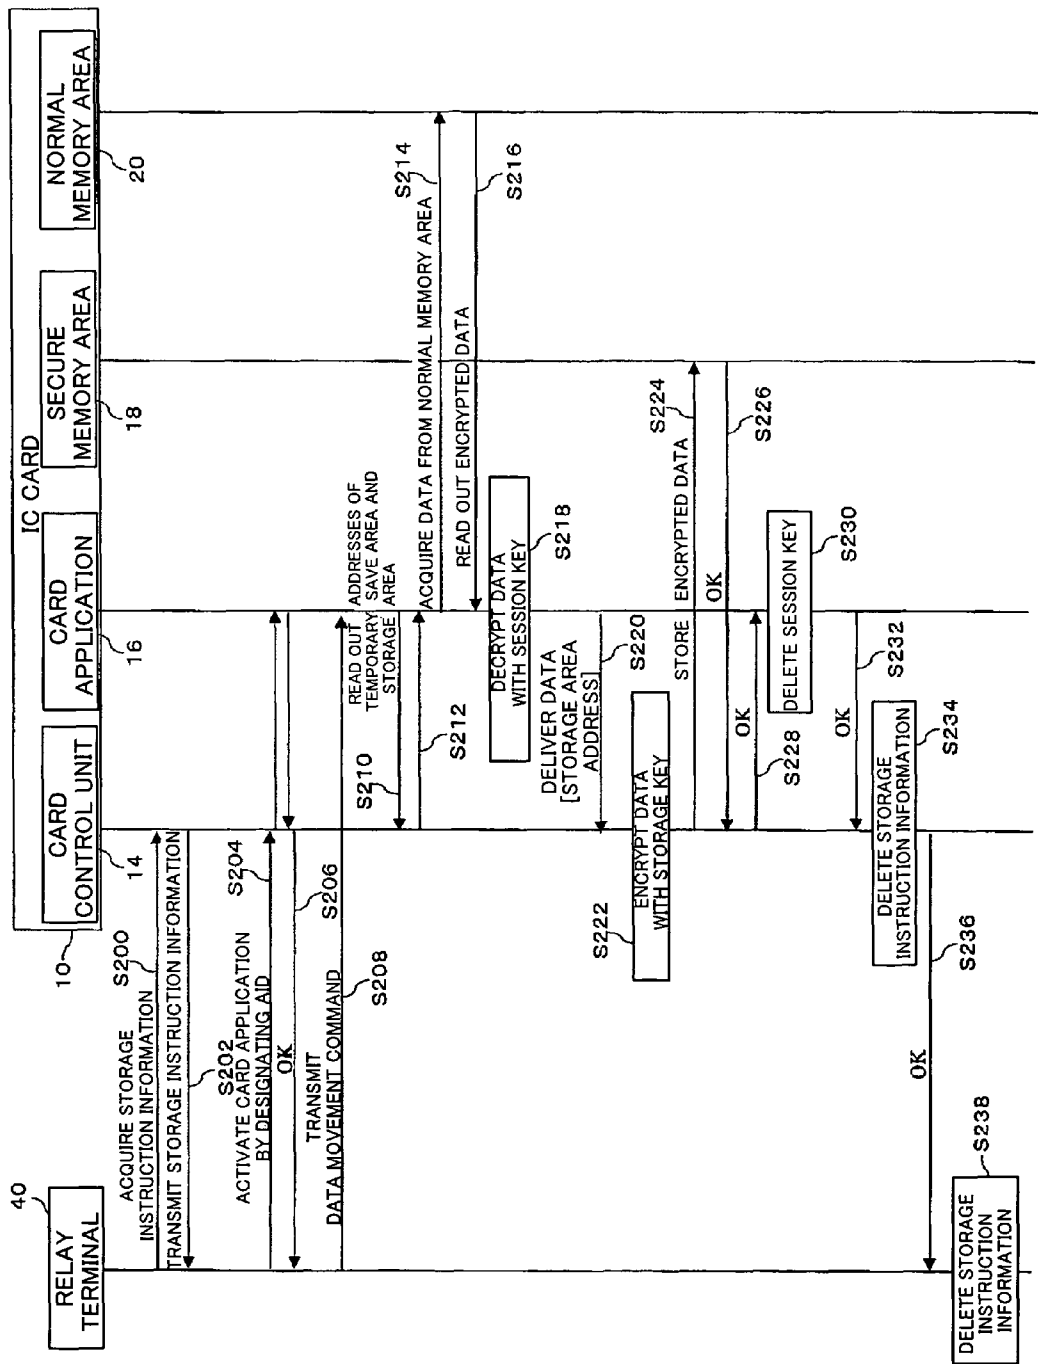 RELAY
TERMINAL
40
IC CARD
10
CARD
CONTROL UNIT
14
CARD
APPLICATION
16
SECURE
MEMORY AREA
18
NORMAL
MEMORY AREA
20
ACQUIRE STORAGE
INSTRUCTION INFORMATION
S200
TRANSMIT STORAGE INSTRUCTION INFORMATION
S202
ACTIVATE CARD APPLICATION
BY DESIGNATING AID
S204
OK
S206
TRANSMIT
DATA MOVEMENT COMMAND
S208
READ OUT ADDRESSES OF
TEMPORARY SAVE AREA AND
STORAGE AREA
S210
S212
ACQUIRE DATA FROM NORMAL MEMORY AREA
S214
READ OUT ENCRYPTED DATA
S216
DECRYPT DATA
WITH SESSION KEY
S218
DELIVER DATA
[STORAGE AREA
ADDRESS]
S220
ENCRYPT DATA
WITH STORAGE KEY
S222
STORE ENCRYPTED DATA
S224
OK
S226
OK
S228
DELETE SESSION KEY
S230
OK
S232
DELETE STORAGE
INSTRUCTION INFORMATION
S234
OK
S236
DELETE STORAGE
INSTRUCTION
INFORMATION
S238